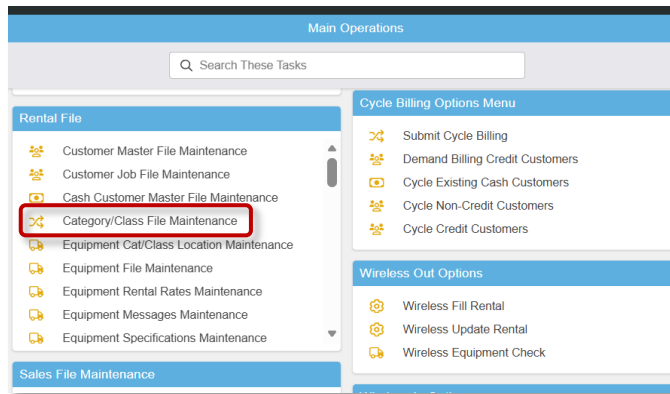 Main Operations
Search These Tasks
Rental File
Customer Master File Maintenance
Customer Job File Maintenance
Cash Customer Master File Maintenance
Category/Class File Maintenance
Equipment Cat/Class Location Maintenance
Equipment File Maintenance
Equipment Rental Rates Maintenance
Equipment Messages Maintenance
Equipment Specifications Maintenance
Sales File Maintenance
Cycle Billing Options Menu
Submit Cycle Billing
Demand Billing Credit Customers
Cycle Existing Cash Customers
Cycle Non-Credit Customers
Cycle Credit Customers
Wireless Out Options
Wireless Fill Rental
Wireless Update Rental
Wireless Equipment Check